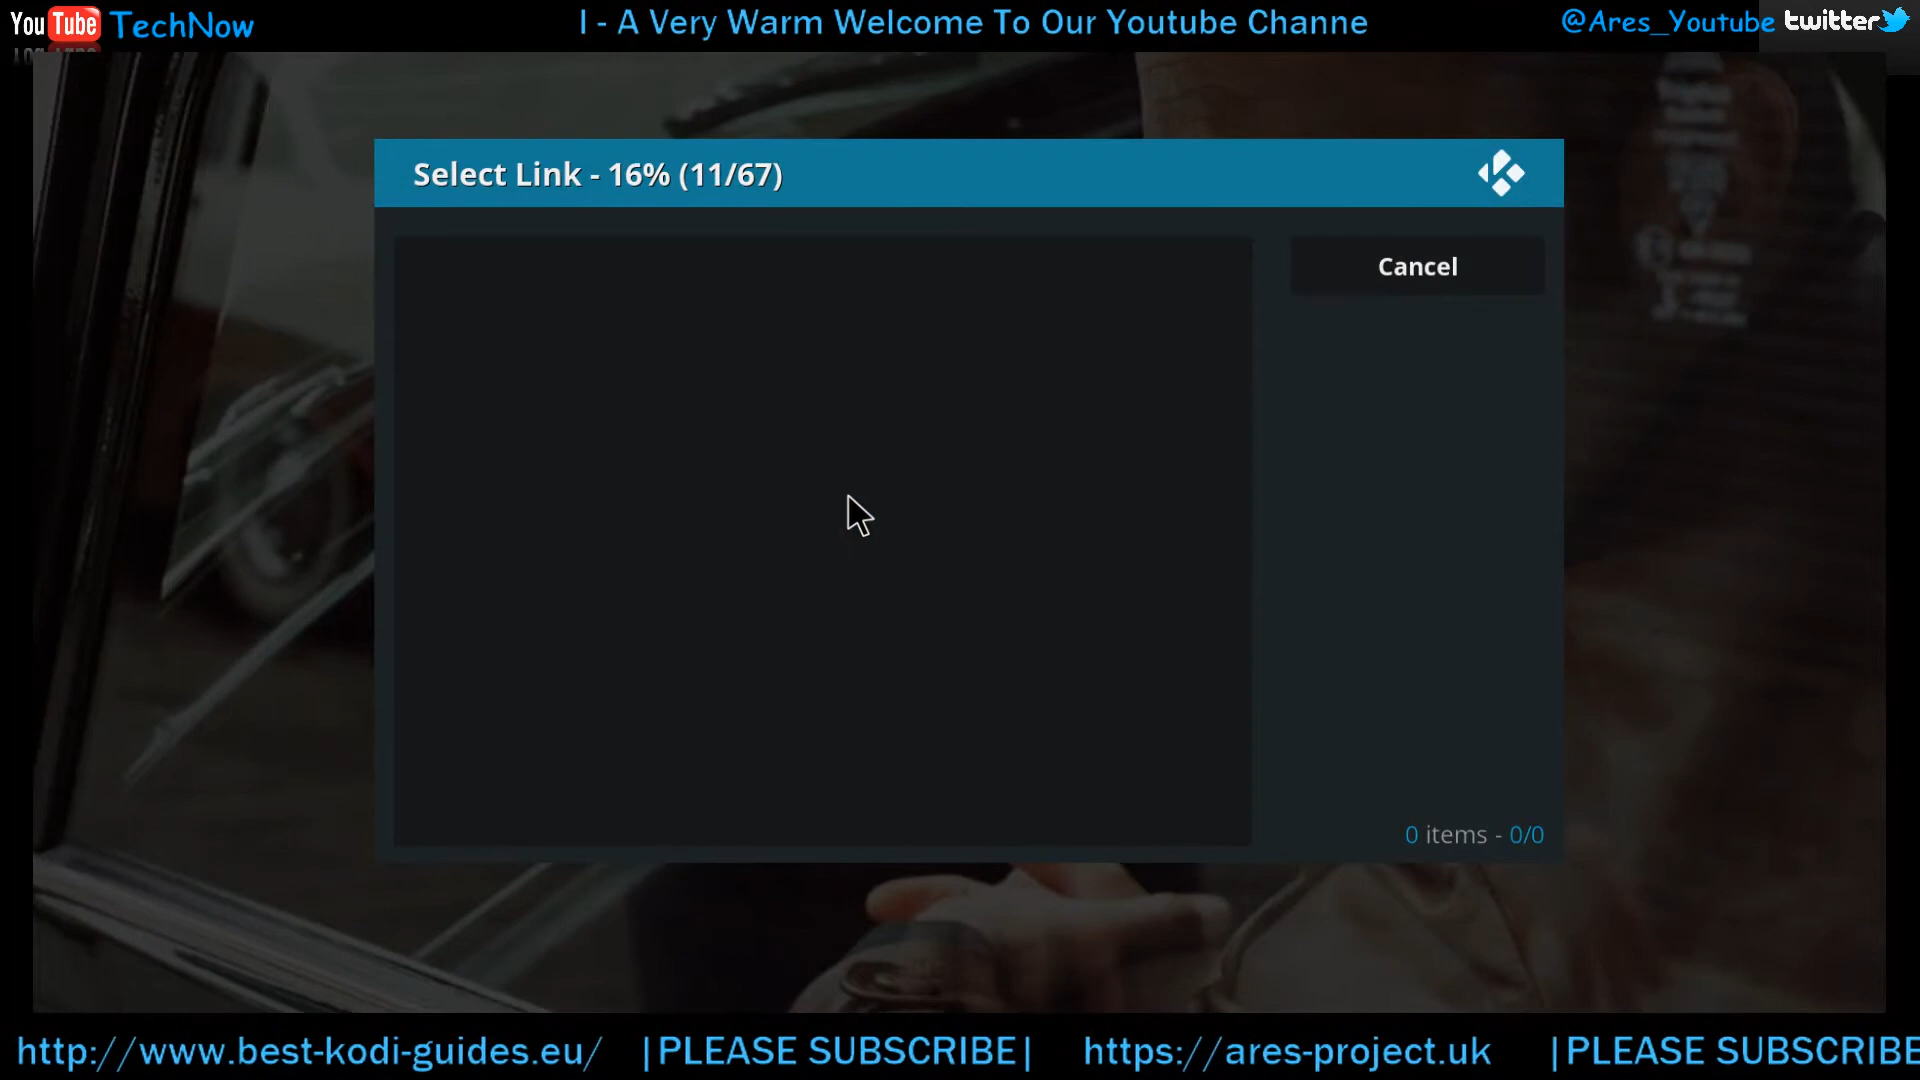 YouTube TechNow
l - A Very Warm Welcome To Our Youtube Channe
@Ares_Youtube twitter
Select Link - 16% (11/67)
Cancel
0 items - 0/0
http://www.best-kodi-guides.eu/ |PLEASE SUBSCRIBE| https://ares-project.uk |PLEASE SUBSCRIBE